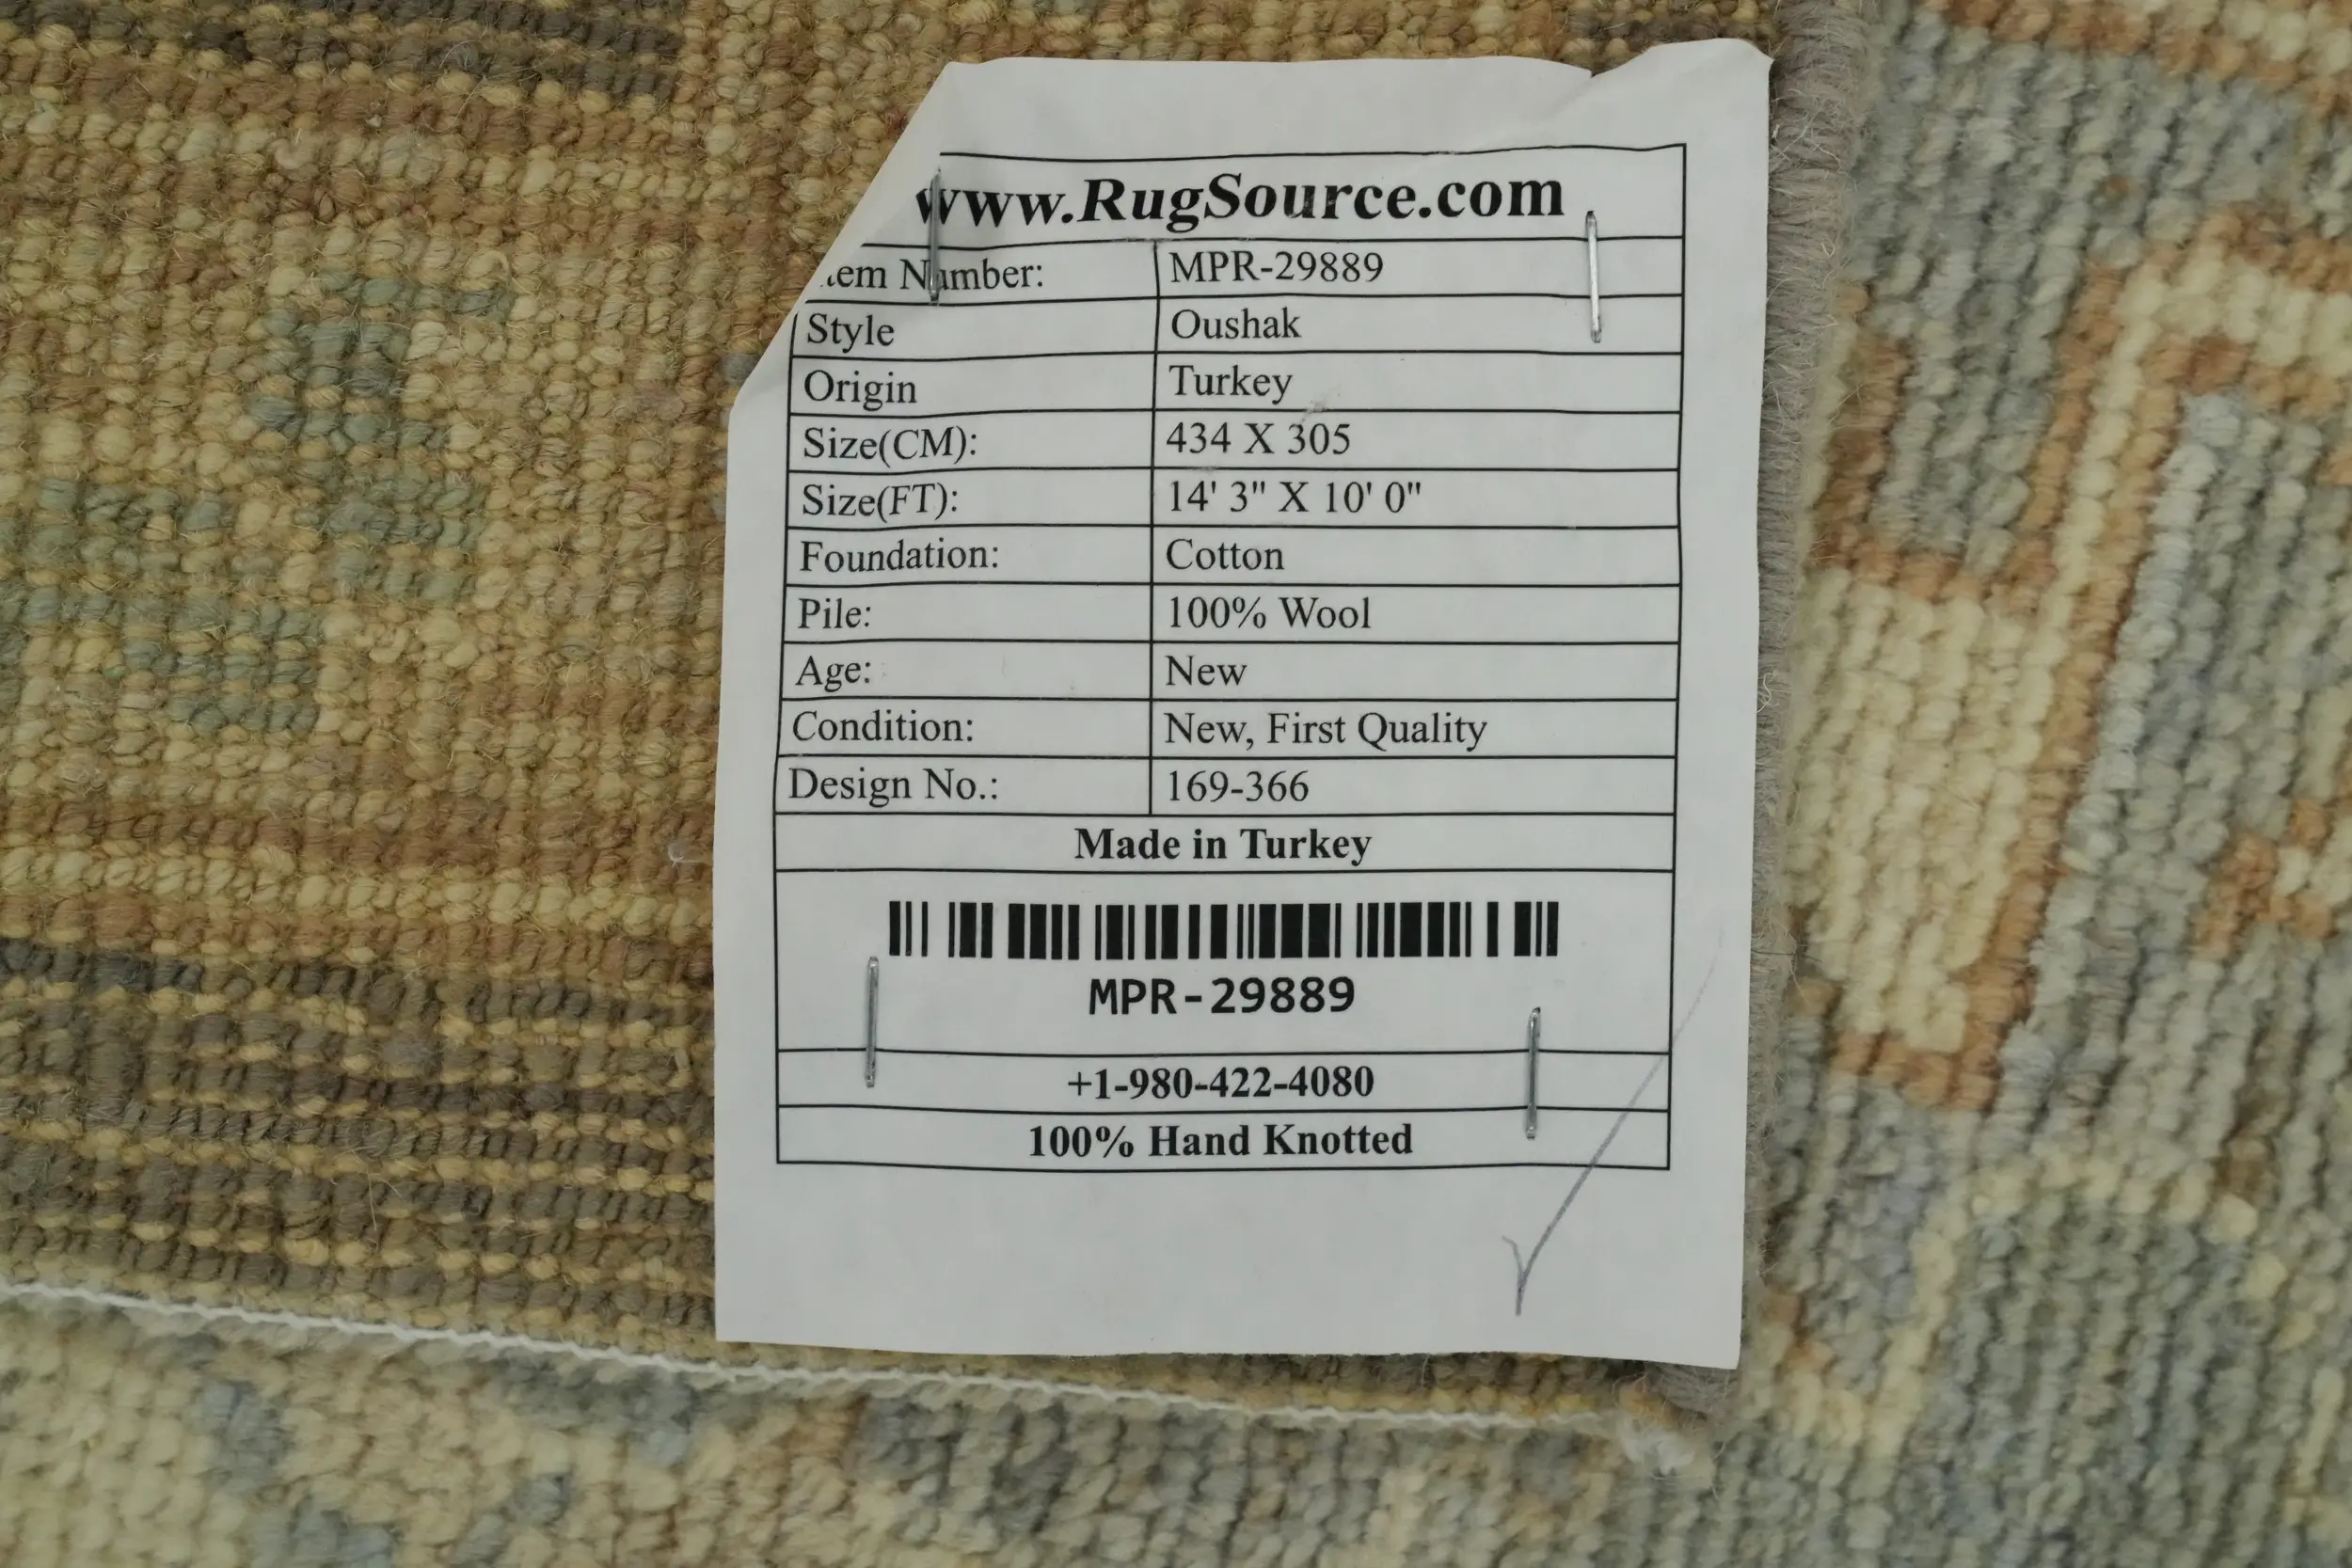 www.RugSource.com
tem Number: MPR-29889
Style Oushak
Origin Turkey
Size(CM): 434 X 305
Size(FT): 14' 3" X 10' 0"
Foundation: Cotton
Pile: 100% Wool
Age: New
Condition: New, First Quality
Design No.: 169-366
Made in Turkey
MPR-29889
+1-980-422-4080
100% Hand Knotted